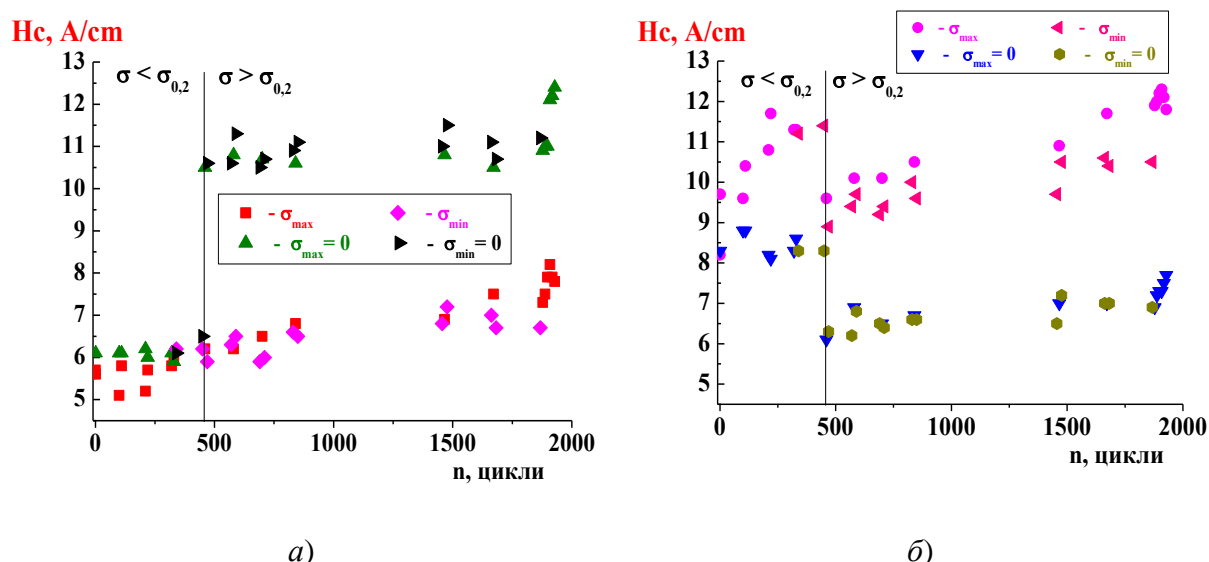 Hc, A/cm
13
12
11
10
9
8
7
6
5
σ < σ0,2 σ > σ0,2
- σmax - σmin
- σmax = 0 - σmin = 0
0 500 1000 1500 2000
n, цикли
а)
Hc, A/cm
- σmax - σmin
- σmax = 0 - σmin = 0
13
12
11
10
9
8
7
6
5
σ < σ0,2 σ > σ0,2
0 500 1000 1500 2000
n, цикли
б)